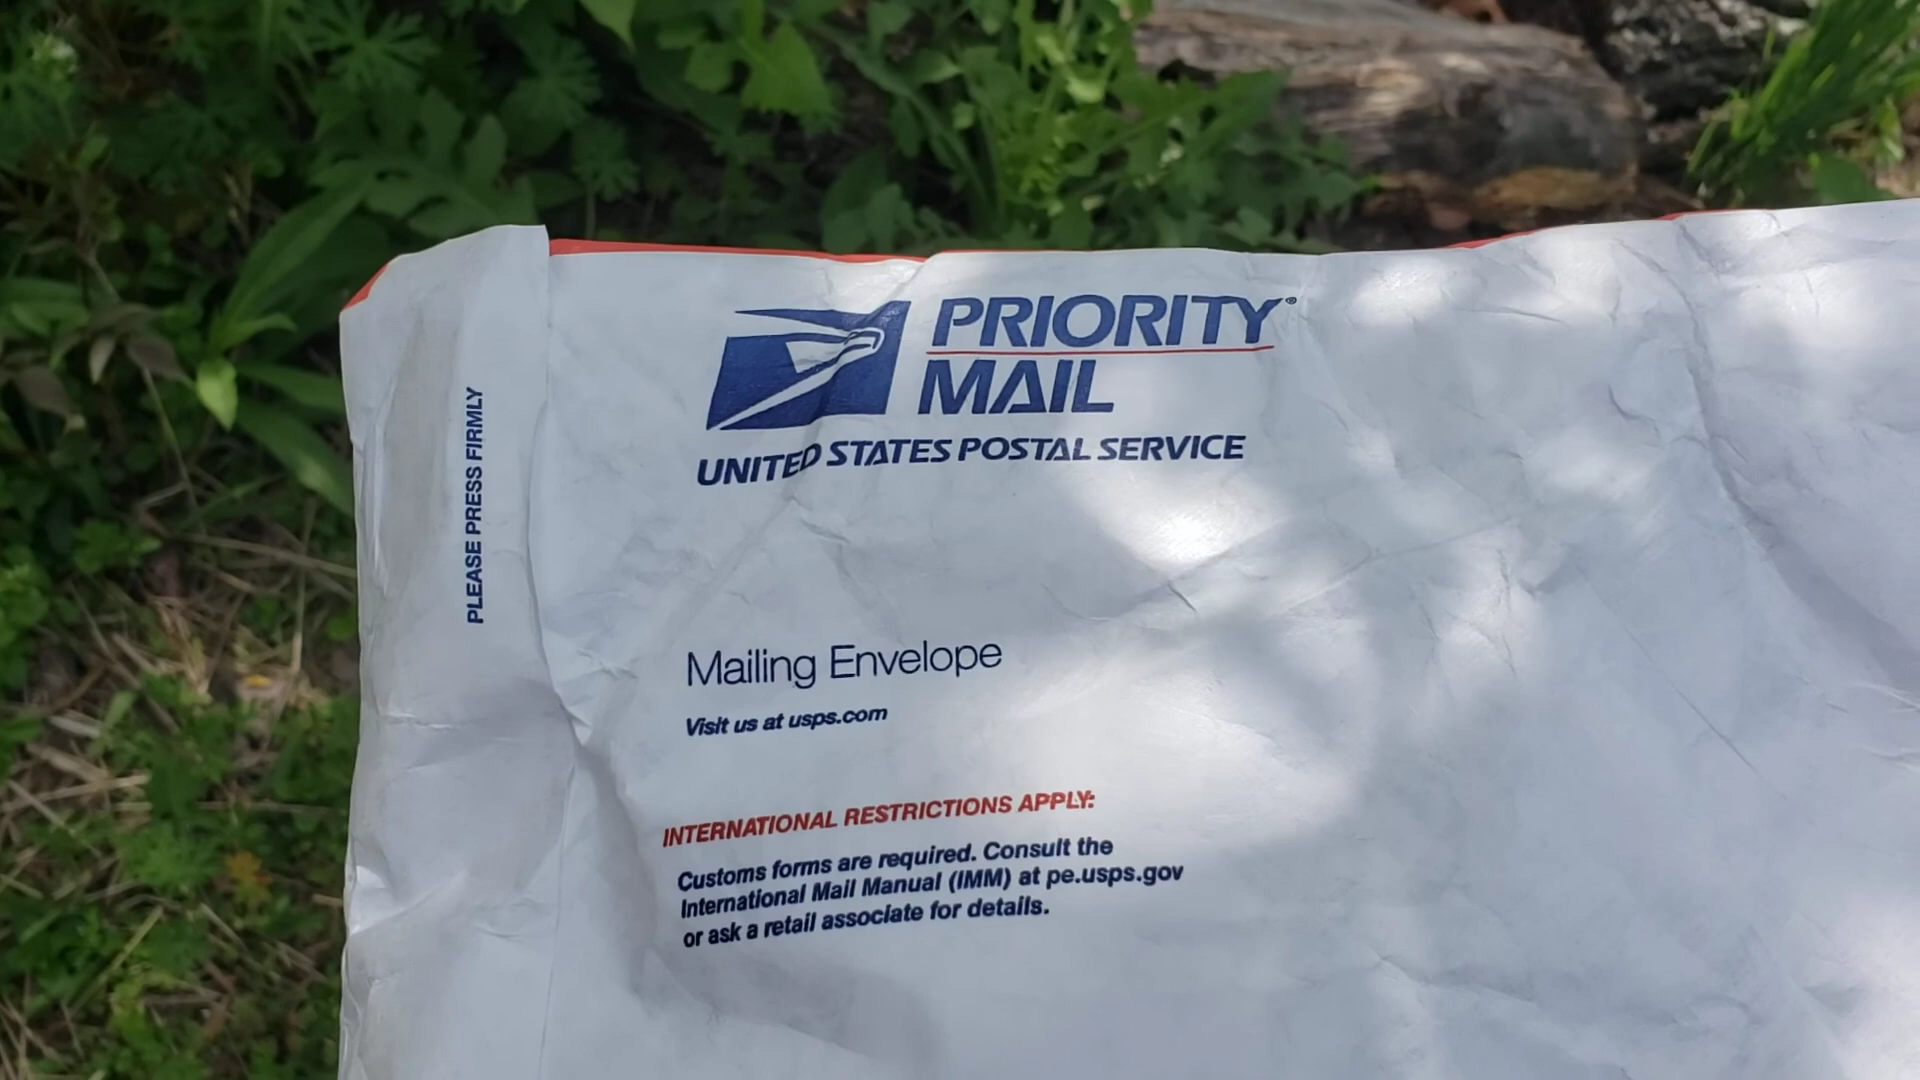 PRIORITY®
MAIL
UNITED STATES POSTAL SERVICE
PLEASE PRESS FIRMLY
Mailing Envelope
Visit us at usps.com
INTERNATIONAL RESTRICTIONS APPLY:
Customs forms are required. Consult the
International Mail Manual (IMM) at pe.usps.gov
or ask a retail associate for details.